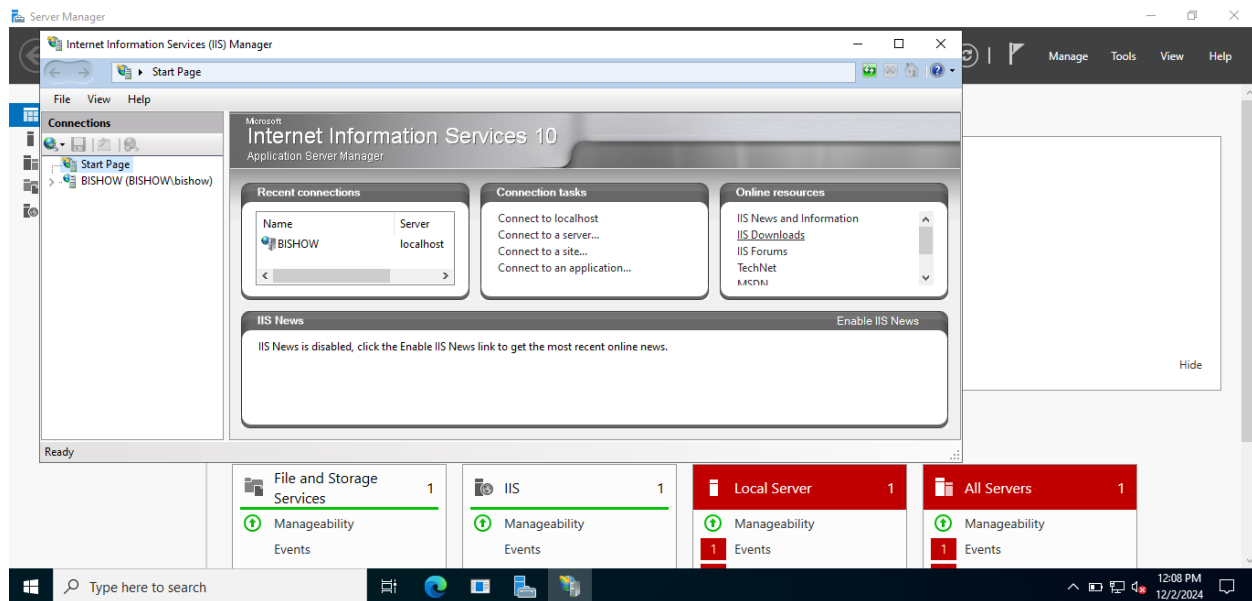 Server Manager
Internet Information Services (IIS) Manager
Start Page
Manage Tools View Help
File View Help
Connections
Start Page
BISHOW (BISHOW\bishow)
Microsoft
Internet Information Services 10
Application Server Manager
Recent connections
Name Server
BISHOW localhost
Connection tasks
Connect to localhost
Connect to a server...
Connect to a site...
Connect to an application...
Online resources
IIS News and Information
IIS Downloads
IIS Forums
TechNet
MSDN
IIS News
Enable IIS News
IIS News is disabled, click the Enable IIS News link to get the most recent online news.
Hide
Ready
File and Storage
Services
1
Manageability
Events
IIS 1
Manageability
Events
Local Server 1
Manageability
1 Events
All Servers 1
Manageability
1 Events
Type here to search
12:08 PM
12/2/2024